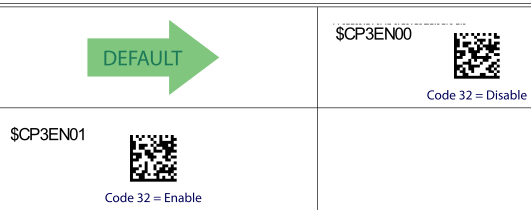 DEFAULT
$CP3EN00
Code 32 = Disable
$CP3EN01
Code 32 = Enable